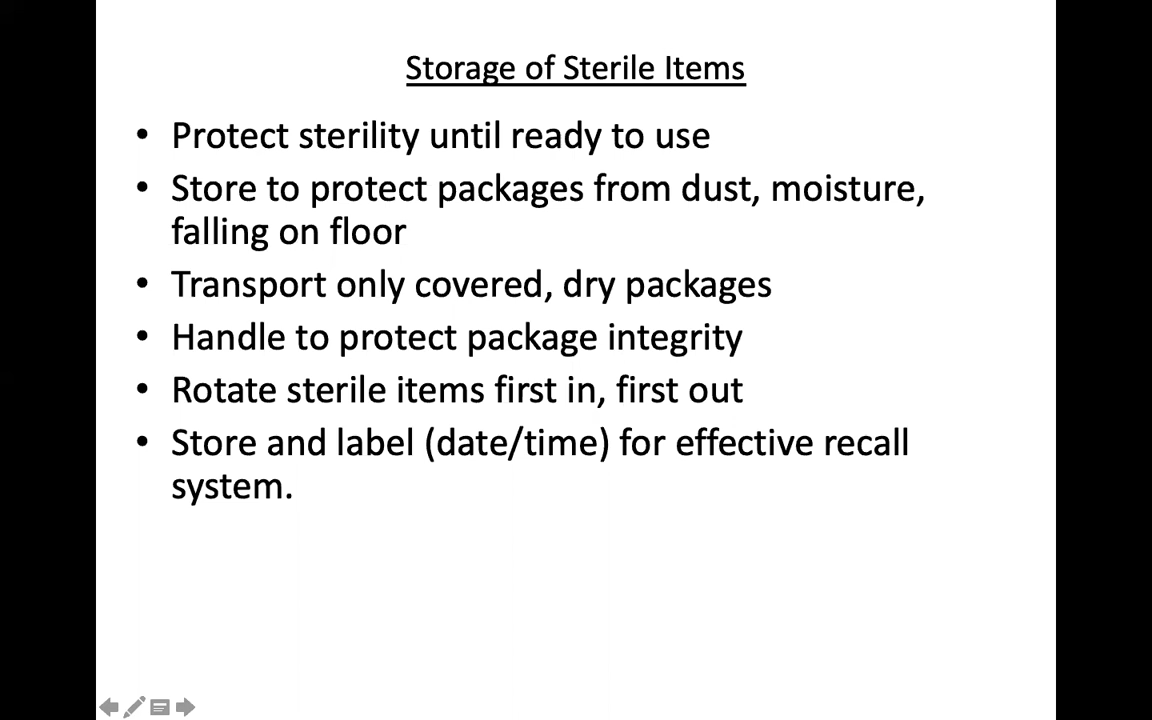 Storage of Sterile Items
• Protect sterility until ready to use
• Store to protect packages from dust, moisture,
falling on floor
• Transport only covered, dry packages
• Handle to protect package integrity
• Rotate sterile items first in, first out
• Store and label (date/time) for effective recall
system.